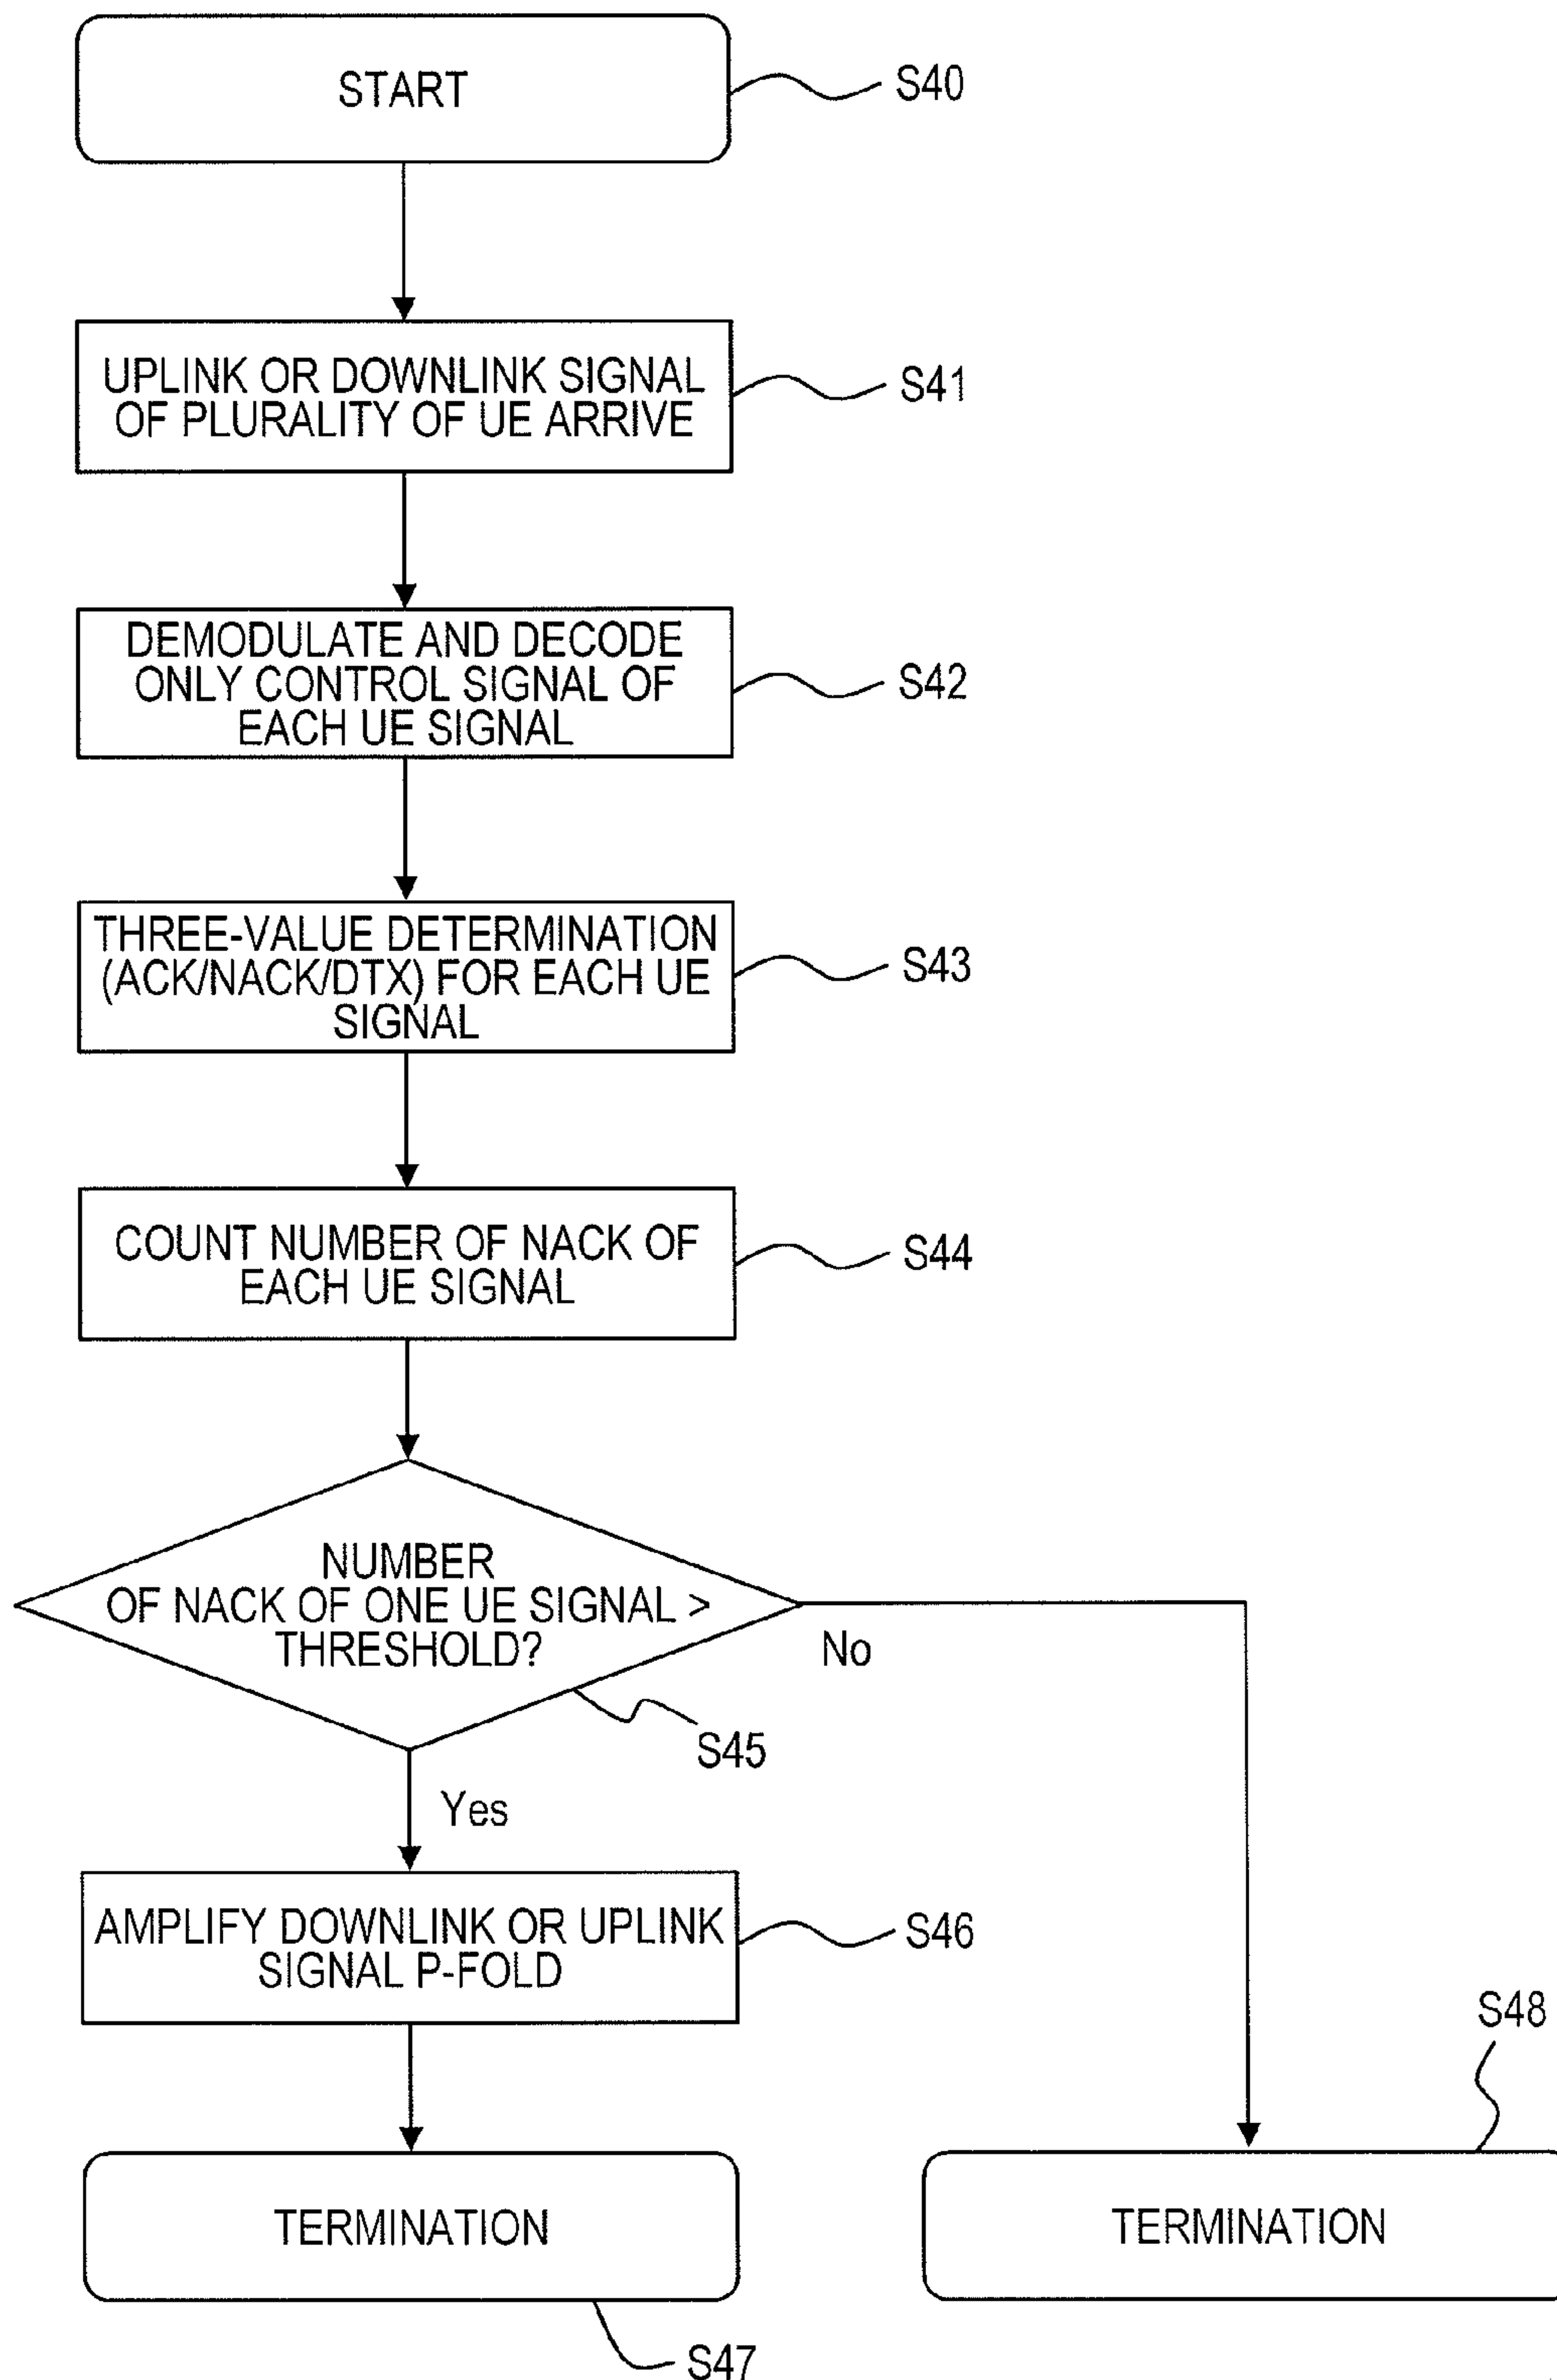 START
S40
UPLINK OR DOWNLINK SIGNAL
OF PLURALITY OF UE ARRIVE
S41
DEMODULATE AND DECODE
ONLY CONTROL SIGNAL OF
EACH UE SIGNAL
S42
THREE-VALUE DETERMINATION
(ACK/NACK/DTX) FOR EACH UE
SIGNAL
S43
COUNT NUMBER OF NACK OF
EACH UE SIGNAL
S44
NUMBER
OF NACK OF ONE UE SIGNAL >
THRESHOLD?
No
S45
Yes
AMPLIFY DOWNLINK OR UPLINK
SIGNAL P-FOLD
S46
S48
TERMINATION
TERMINATION
S47